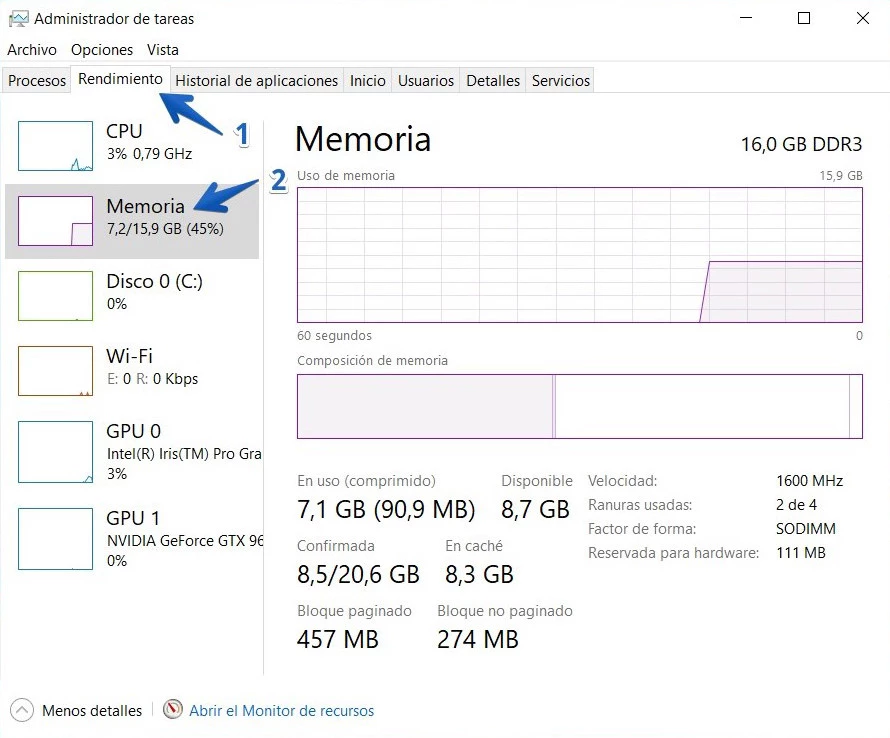 Administrador de tareas
Archivo Opciones Vista
Procesos Rendimiento Historial de aplicaciones Inicio Usuarios Detalles Servicios
1
2
CPU
3% 0,79 GHz
Memoria
7,2/15,9 GB (45%)
Disco 0 (C:)
0%
Wi-Fi
E: 0 R: 0 Kbps
GPU 0
Intel(R) Iris(TM) Pro Gra
3%
GPU 1
NVIDIA GeForce GTX 96
0%
Memoria 16,0 GB DDR3
Uso de memoria 15,9 GB
60 segundos 0
Composición de memoria
En uso (comprimido) Disponible
7,1 GB (90,9 MB) 8,7 GB
Confirmada En caché
8,5/20,6 GB 8,3 GB
Bloque paginado Bloque no paginado
457 MB 274 MB
Velocidad: 1600 MHz
Ranuras usadas: 2 de 4
Factor de forma: SODIMM
Reservada para hardware: 111 MB
Menos detalles Abrir el Monitor de recursos